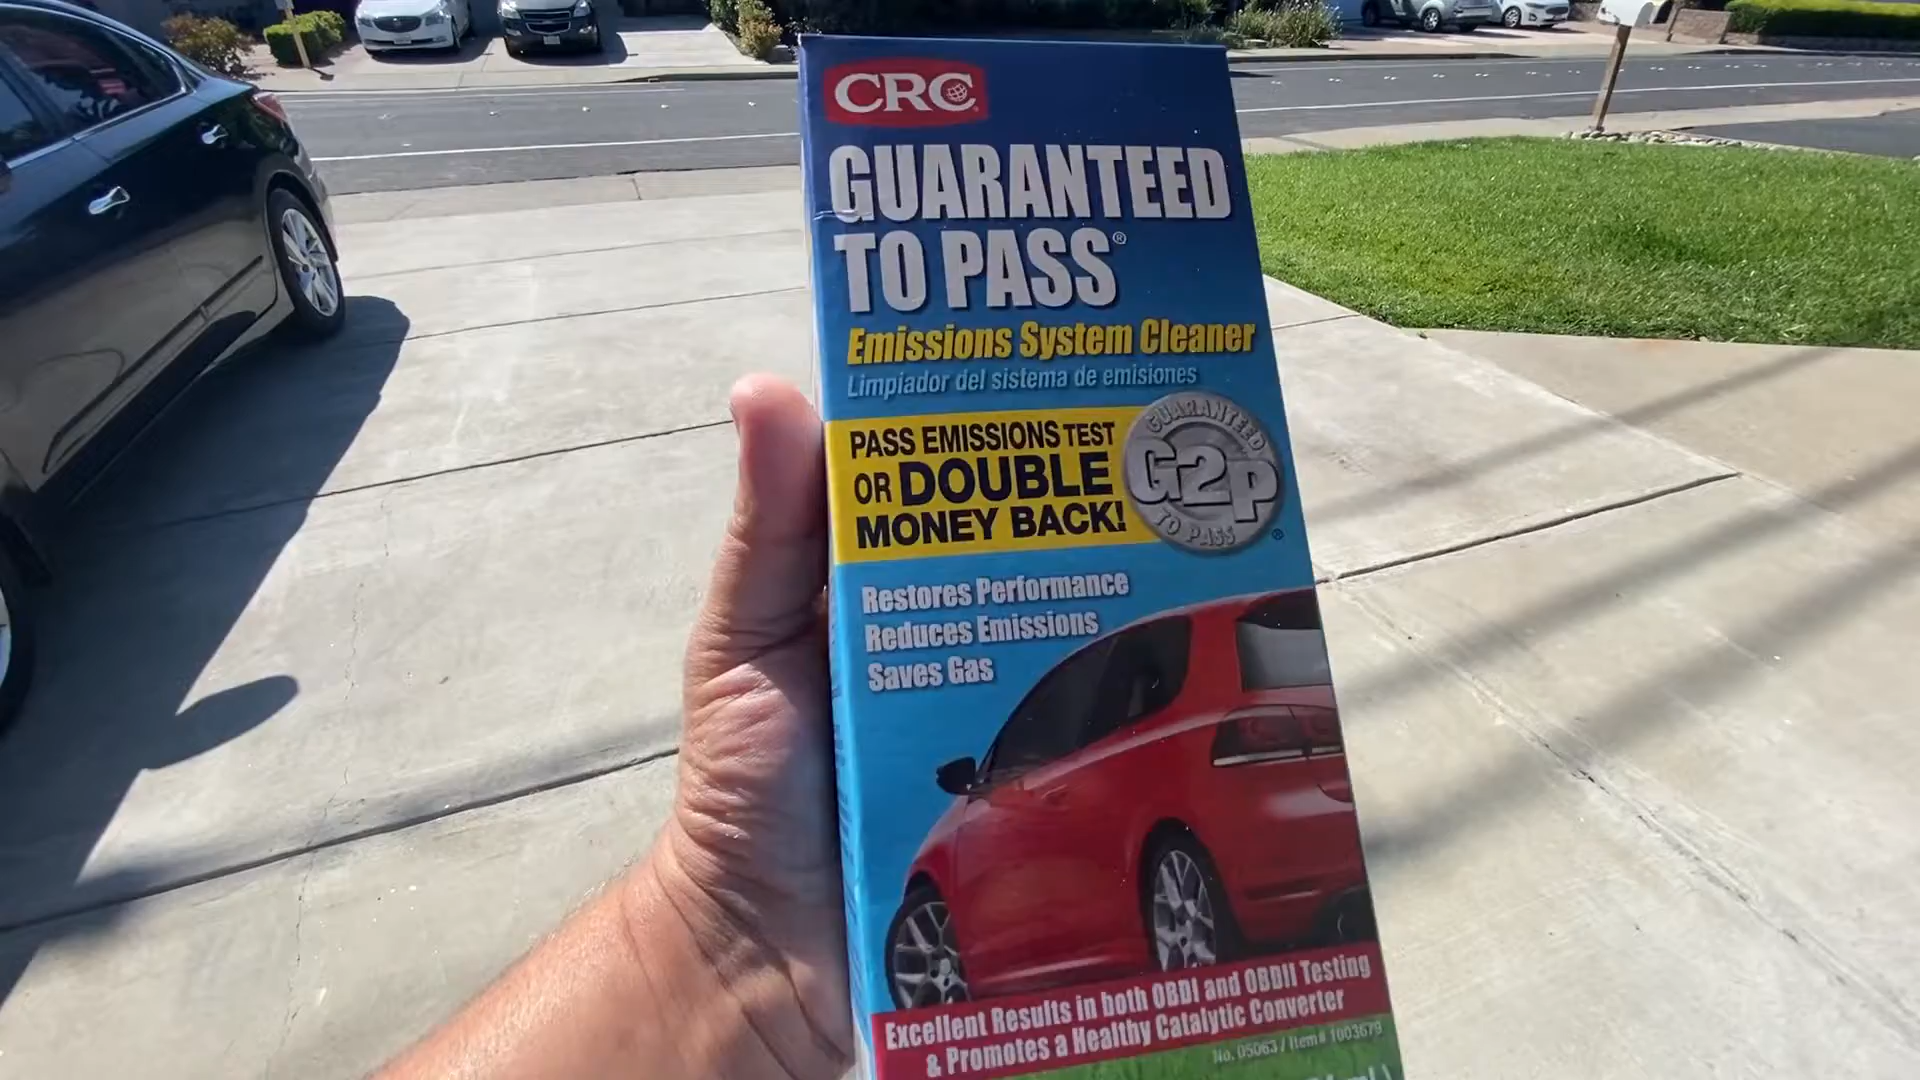 CRC
GUARANTEED
TO PASS®
Emissions System Cleaner
Limpiador del sistema de emisiones
PASS EMISSIONS TEST
OR DOUBLE
MONEY BACK!
GUARANTEED
G2P
TO PASS
®
Restores Performance
Reduces Emissions
Saves Gas
Excellent Results in both OBDI and OBDII Testing
& Promotes a Healthy Catalytic Converter
No. 05063 / Item# 1003679